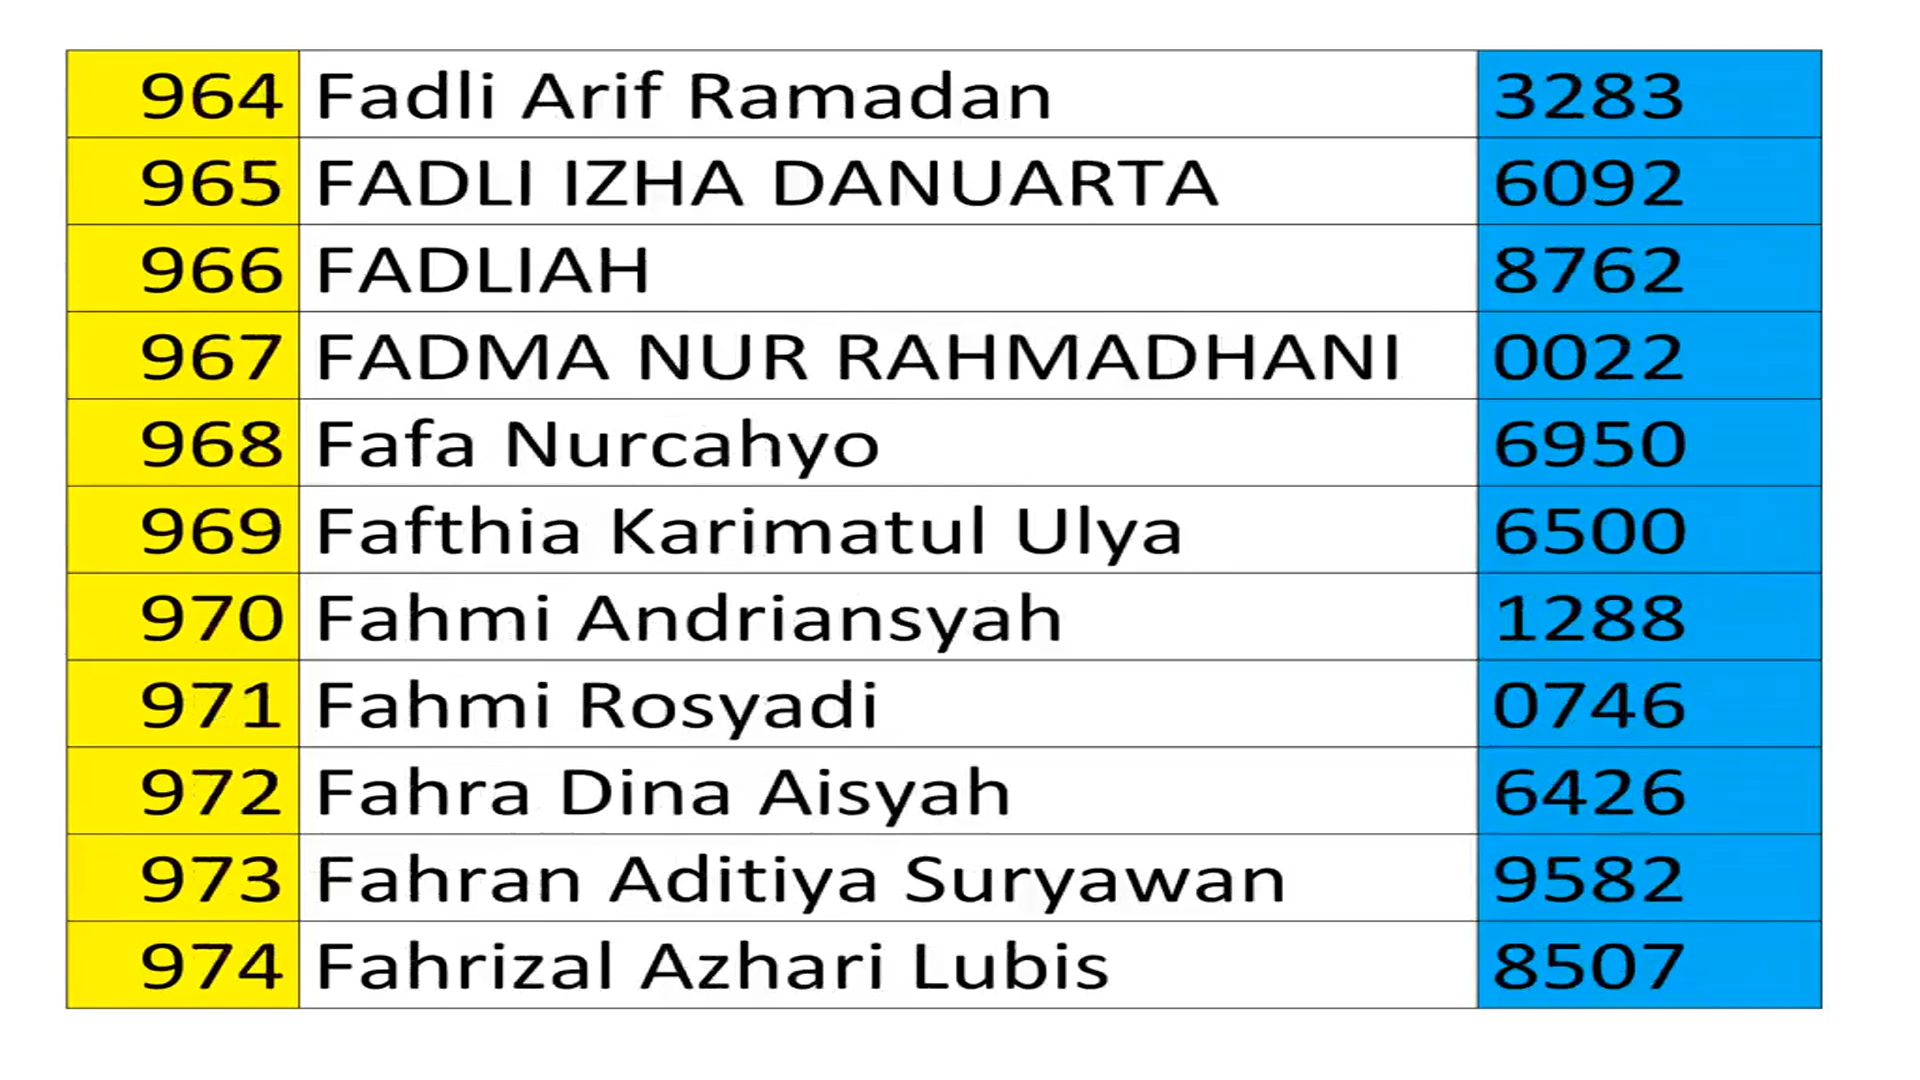 964 Fadli Arif Ramadan 3283
965 FADLI IZHA DANUARTA 6092
966 FADLIAH 8762
967 FADMA NUR RAHMADHANI 0022
968 Fafa Nurcahyo 6950
969 Fafthia Karimatul Ulya 6500
970 Fahmi Andriansyah 1288
971 Fahmi Rosyadi 0746
972 Fahra Dina Aisyah 6426
973 Fahran Aditiya Suryawan 9582
974 Fahrizal Azhari Lubis 8507